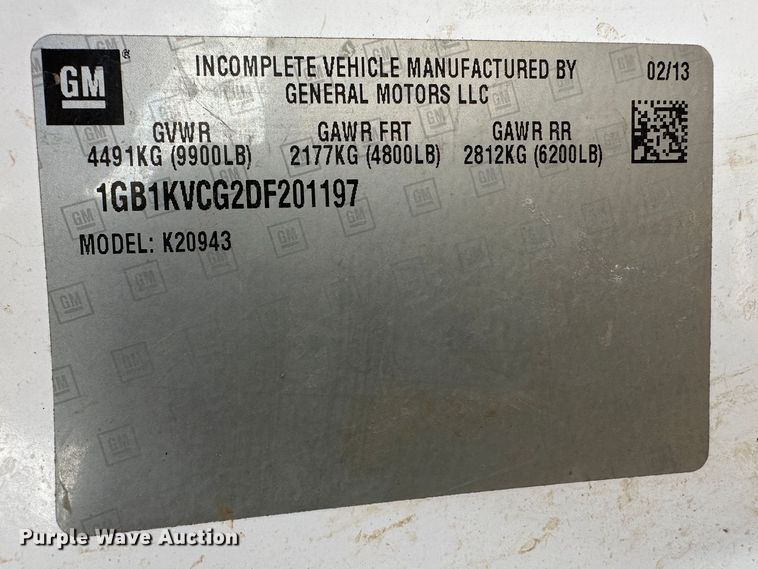 GM®
INCOMPLETE VEHICLE MANUFACTURED BY
GENERAL MOTORS LLC
02/13
GVWR GAWR FRT GAWR RR
4491KG (9900LB) 2177KG (4800LB) 2812KG (6200LB)
1GB1KVCG2DF201197
MODEL: K20943
Purple Wave Auction